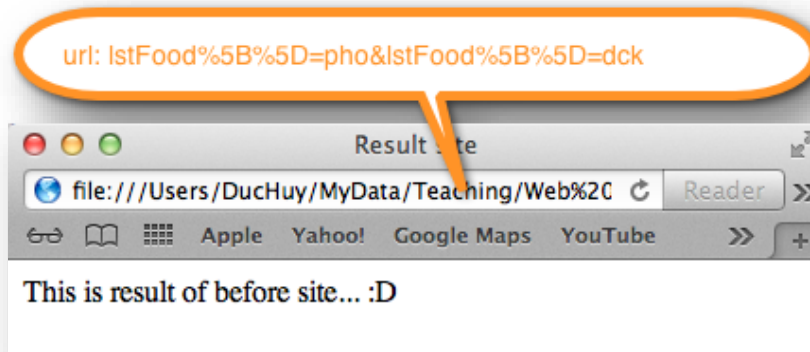 url: lstFood%5B%5D=pho&lstFood%5B%5D=dck
Result site
file:///Users/DucHuy/MyData/Teaching/Web%20 Reader
Apple Yahoo! Google Maps YouTube
This is result of before site... :D